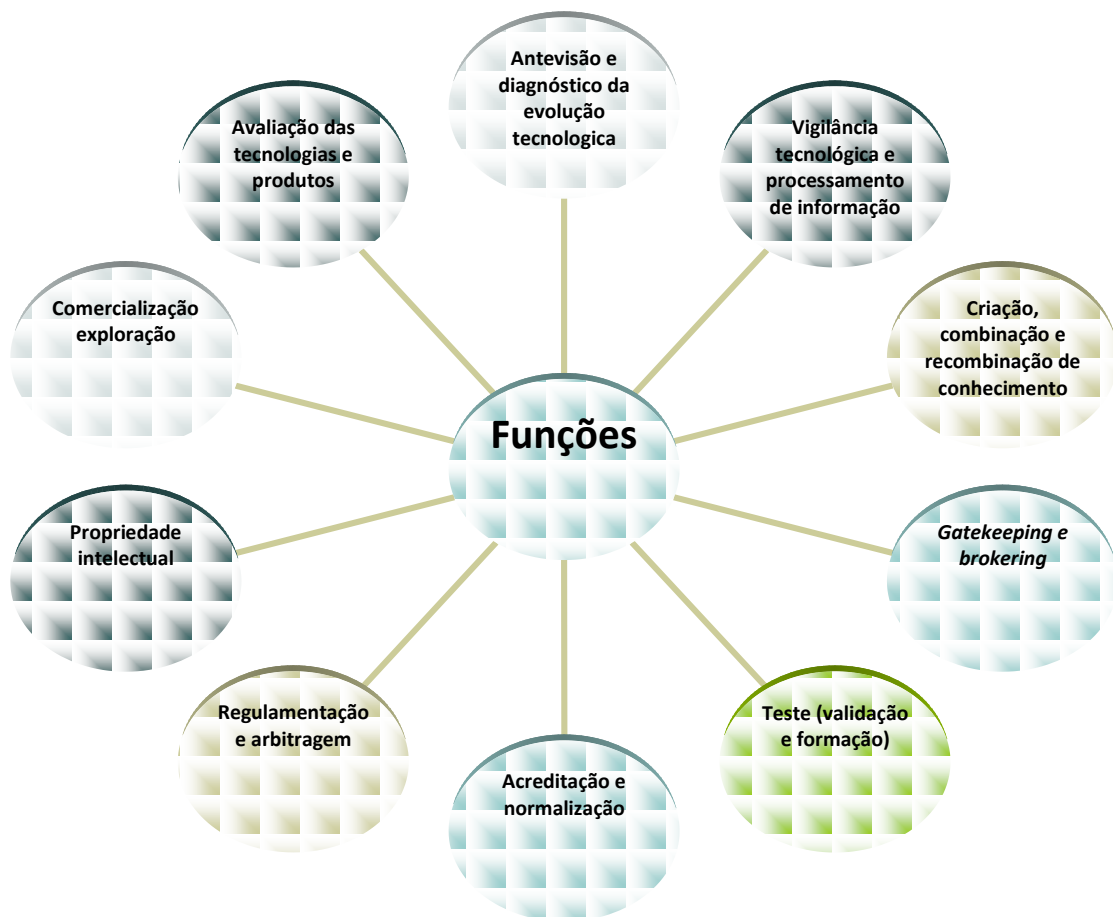 Antevisão e
diagnóstico da
evolução
tecnologica
Avaliação das
tecnologias e
produtos
Vigilância
tecnológica e
processamento
de informação
Comercialização
exploração
Criação,
combinação e
recombinação de
conhecimento
Funções
Propriedade
intelectual
Gatekeeping e
brokering
Regulamentação
e arbitragem
Teste (validação
e formação)
Acreditação e
normalização